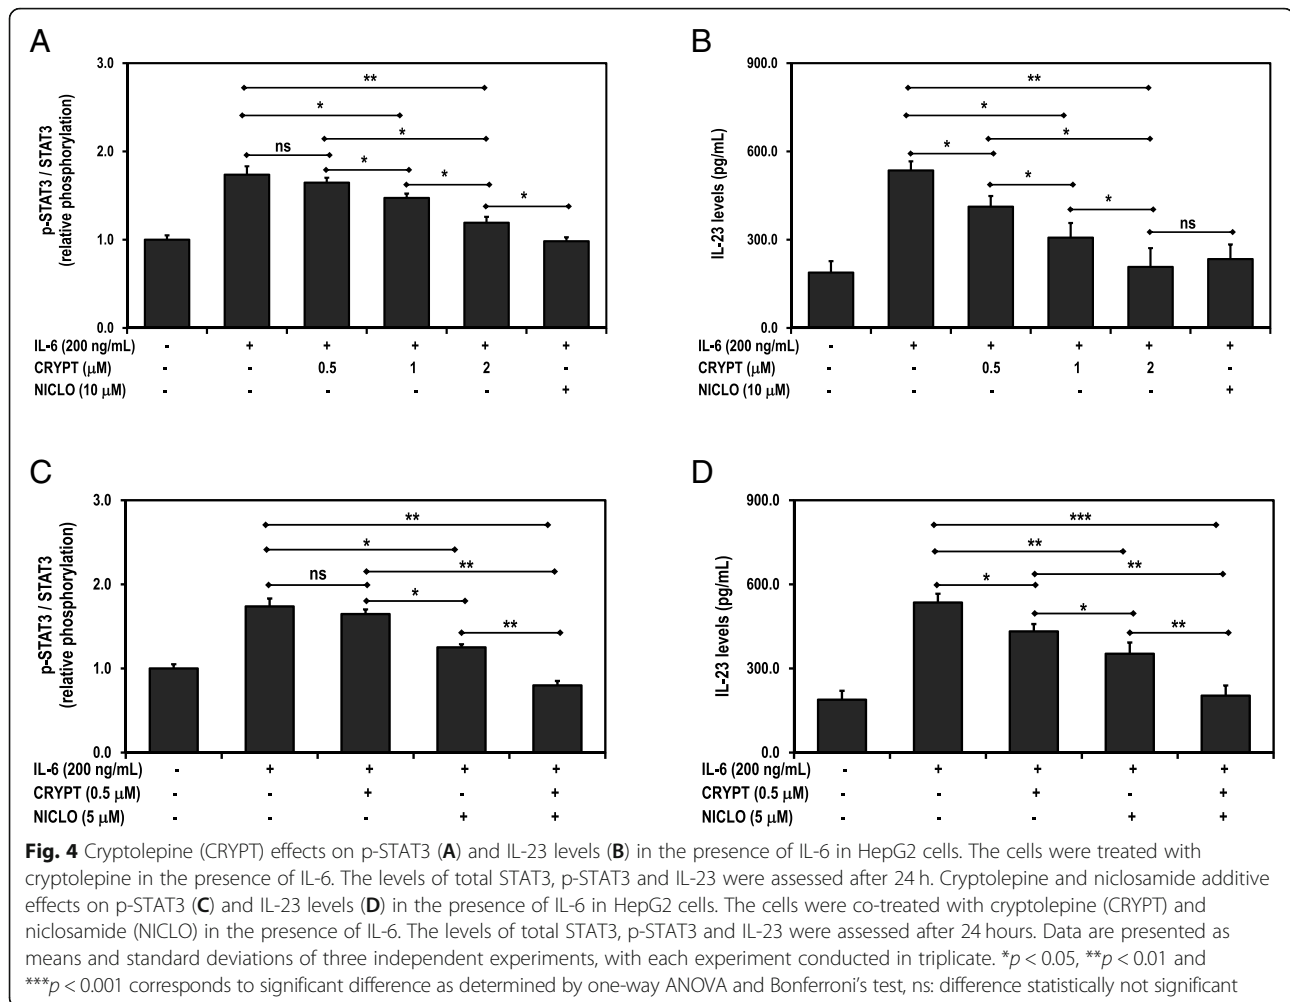 A
p-STAT3 / STAT3
(relative phosphorylation)
3.0
2.0
1.0
0.0
**
*
*
ns
*
*
*
IL-6 (200 ng/mL) - + + + + +
CRYPT (μM) - - 0.5 1 2 -
NICLO (10 μM) - - - - - +
B
IL-23 levels (pg/mL)
900.0
600.0
300.0
0.0
**
*
*
*
*
*
ns
IL-6 (200 ng/mL) - + + + + +
CRYPT (μM) - - 0.5 1 2 -
NICLO (10 μM) - - - - - +
C
p-STAT3 / STAT3
(relative phosphorylation)
3.0
2.0
1.0
0.0
**
*
**
ns
*
**
IL-6 (200 ng/mL) - + + + +
CRYPT (0.5 μM) - - + - +
NICLO (5 μM) - - - + +
D
IL-23 levels (pg/mL)
900.0
600.0
300.0
0.0
***
**
**
*
*
**
IL-6 (200 ng/mL) - + + + +
CRYPT (0.5 μM) - - + - +
NICLO (5 μM) - - - + +
Fig. 4 Cryptolepine (CRYPT) effects on p-STAT3 (A) and IL-23 levels (B) in the presence of IL-6 in HepG2 cells. The cells were treated with
cryptolepine in the presence of IL-6. The levels of total STAT3, p-STAT3 and IL-23 were assessed after 24 h. Cryptolepine and niclosamide additive
effects on p-STAT3 (C) and IL-23 levels (D) in the presence of IL-6 in HepG2 cells. The cells were co-treated with cryptolepine (CRYPT) and
niclosamide (NICLO) in the presence of IL-6. The levels of total STAT3, p-STAT3 and IL-23 were assessed after 24 hours. Data are presented as
means and standard deviations of three independent experiments, with each experiment conducted in triplicate. *p < 0.05, **p < 0.01 and
***p < 0.001 corresponds to significant difference as determined by one-way ANOVA and Bonferroni's test, ns: difference statistically not significant